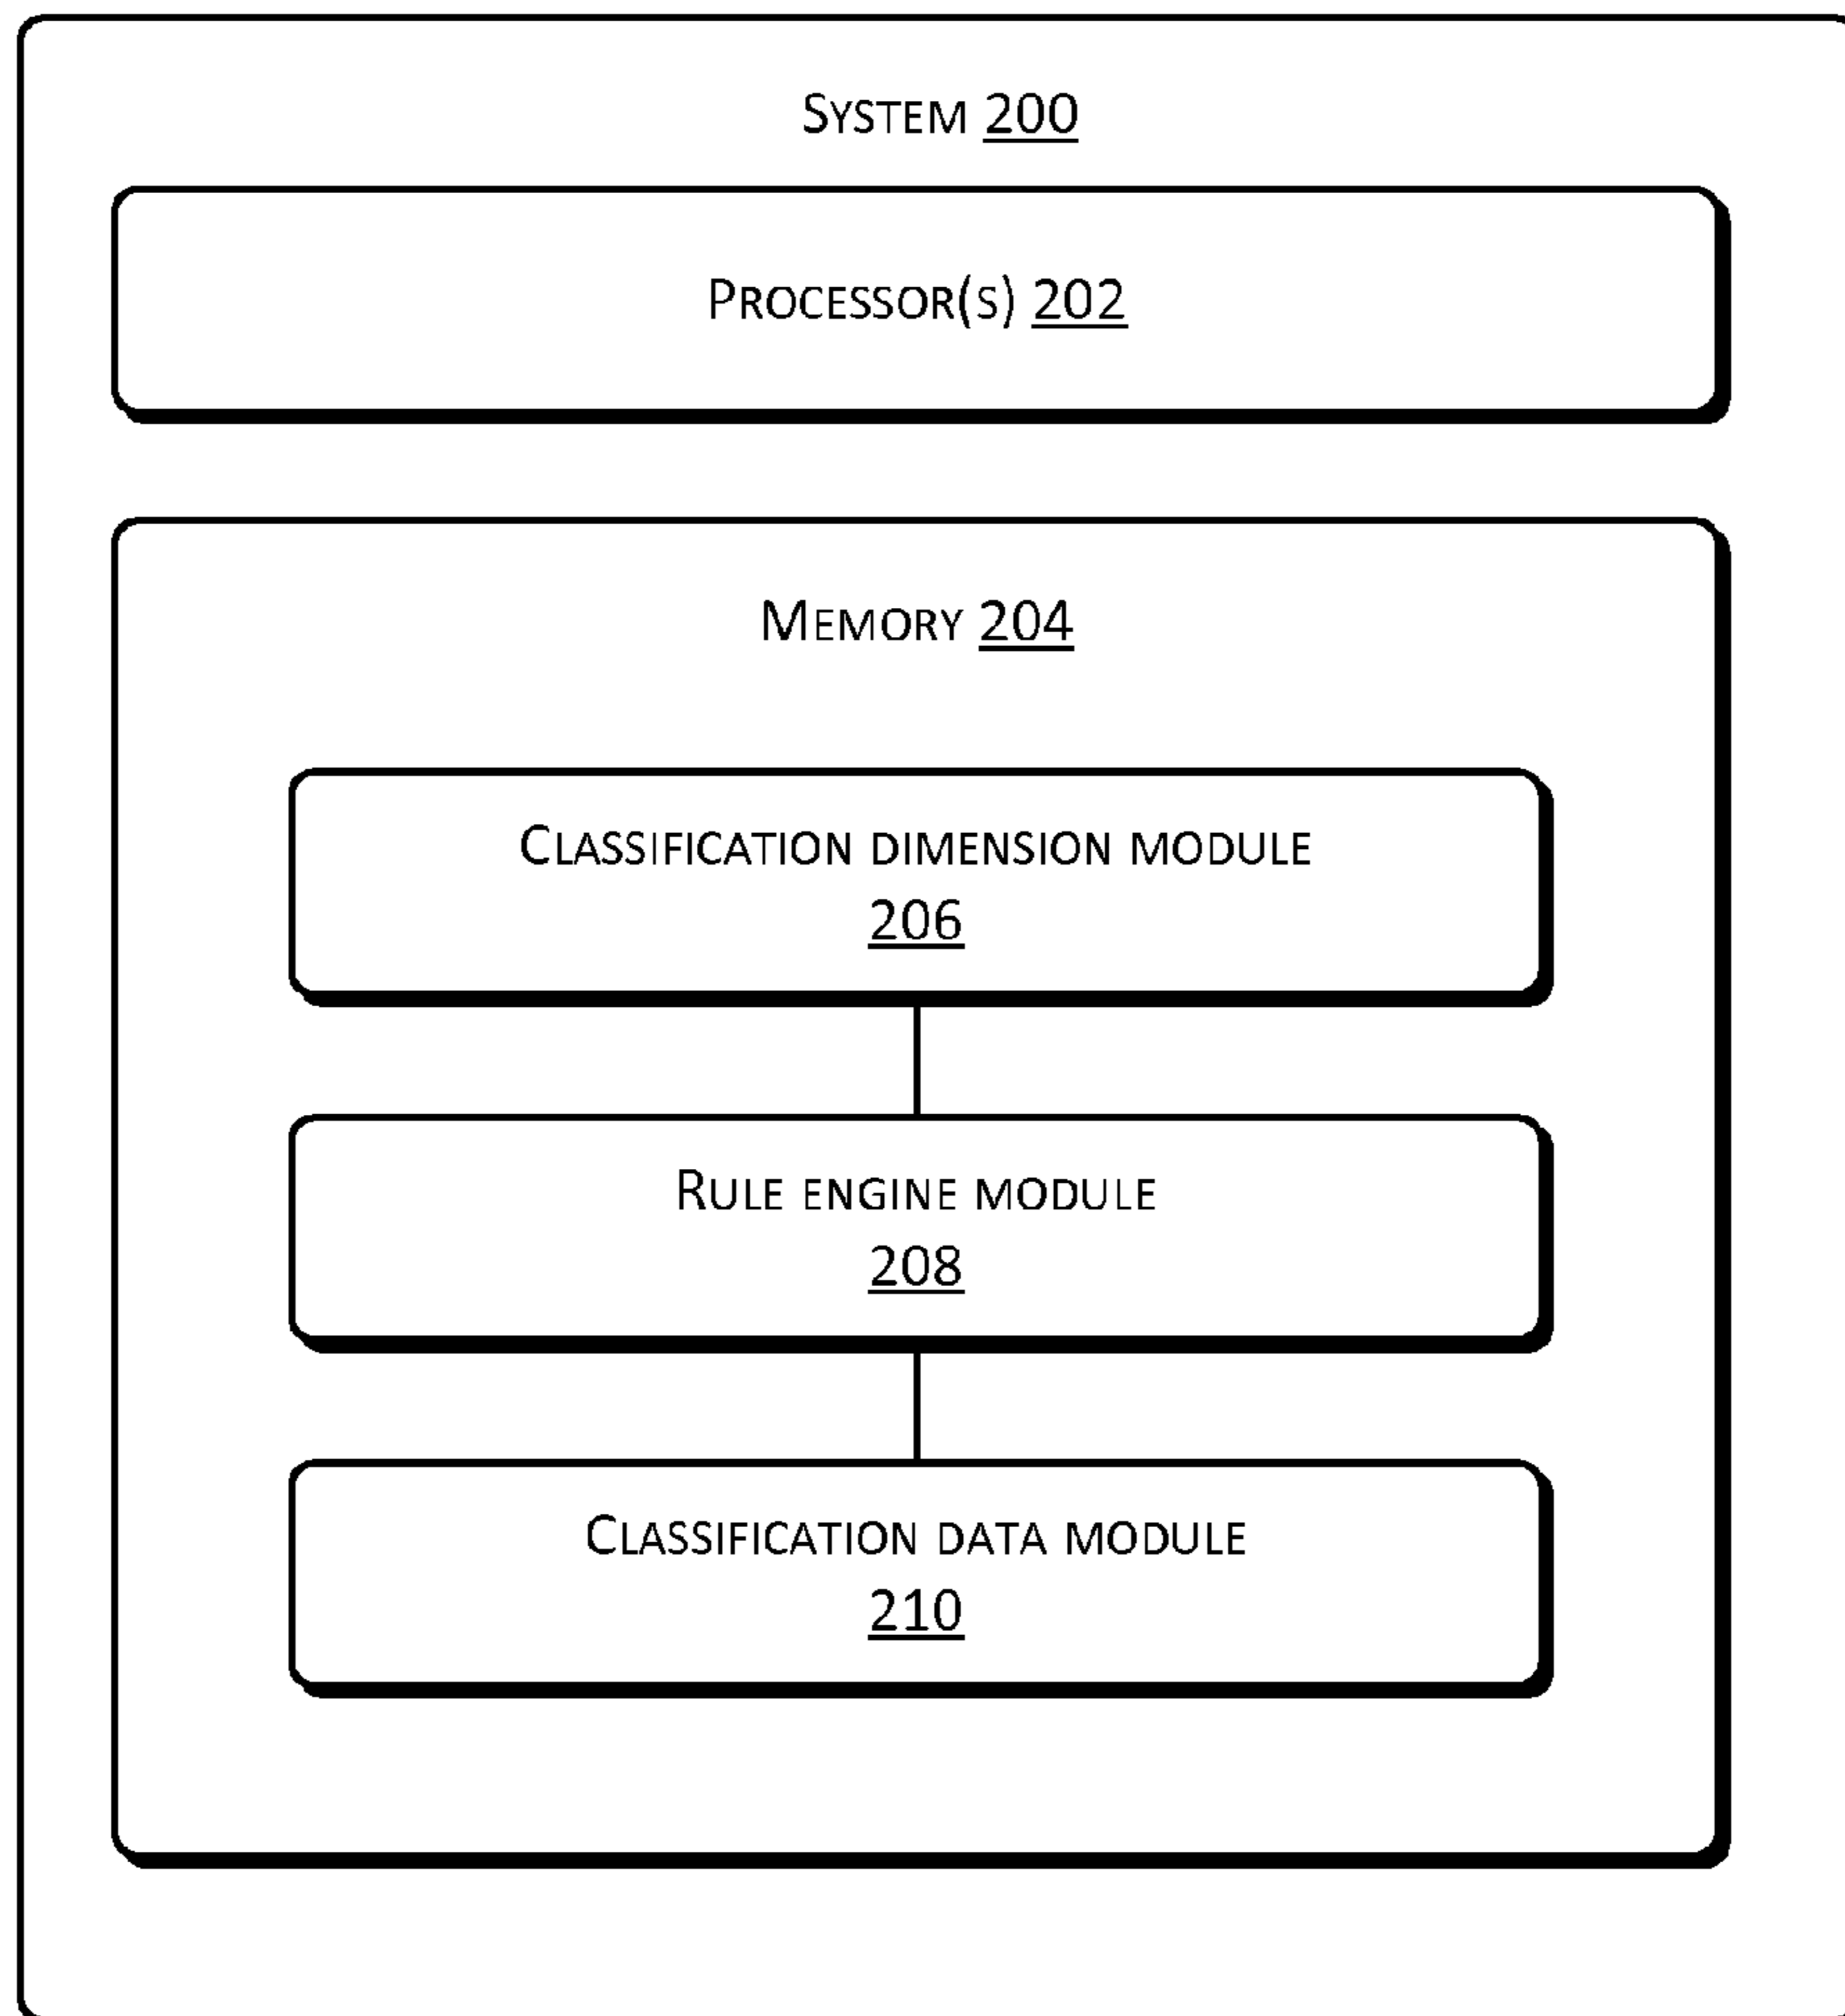 System 200
Processor(s) 202
Memory 204
Classification dimension module
206
Rule engine module
208
Classification data module
210